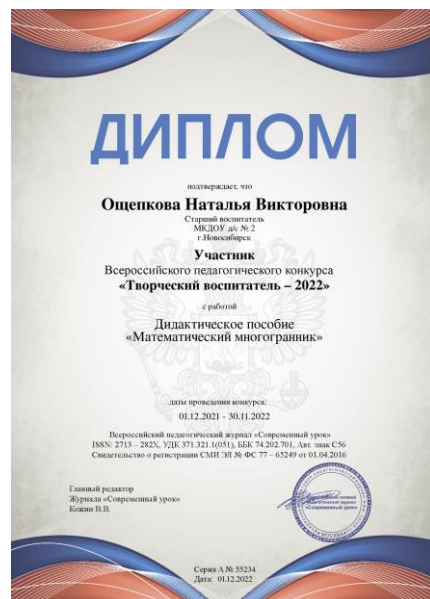 ДИПЛОМ
подтверждает, что
Ощепкова Наталья Викторовна
Старший воспитатель
МКДОУ д/с № 2
г.Новосибирск
Участник
Всероссийского педагогического конкурса
«Творческий воспитатель – 2022»
с работой
Дидактическое пособие
«Математический многогранник»
даты проведения конкурса:
01.12.2021 - 30.11.2022
Всероссийский педагогический журнал «Современный урок»
ISSN: 2713 – 282X, УДК 371.321.1(051), ББК 74.202.701, Авт. знак С56
Свидетельство о регистрации СМИ ЭЛ № ФС 77 – 65249 от 01.04.2016
Главный редактор
Журнала «Современный урок»
Кожин В.В.
«Современный урок»
Серия А № 55234
Дата: 01.12.2022